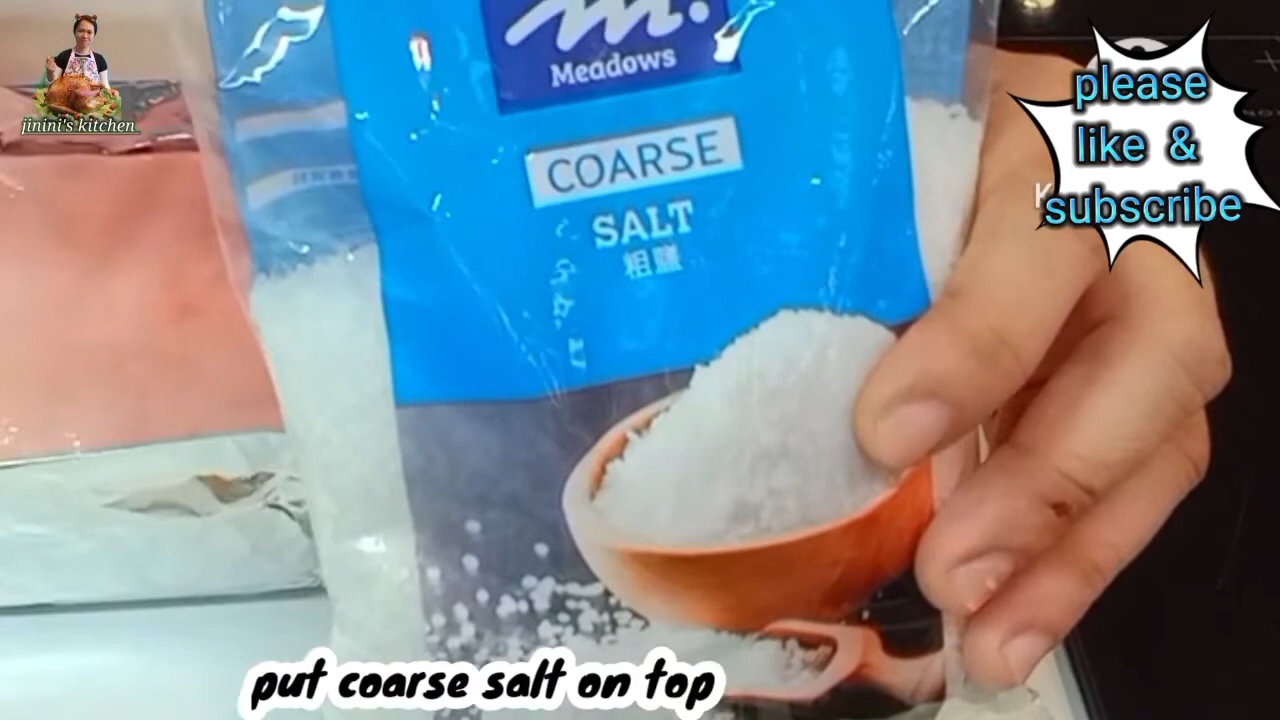 jinini's kitchen
please
like &
subscribe
m.
Meadows
COARSE
SALT
粗鹽
put coarse salt on top